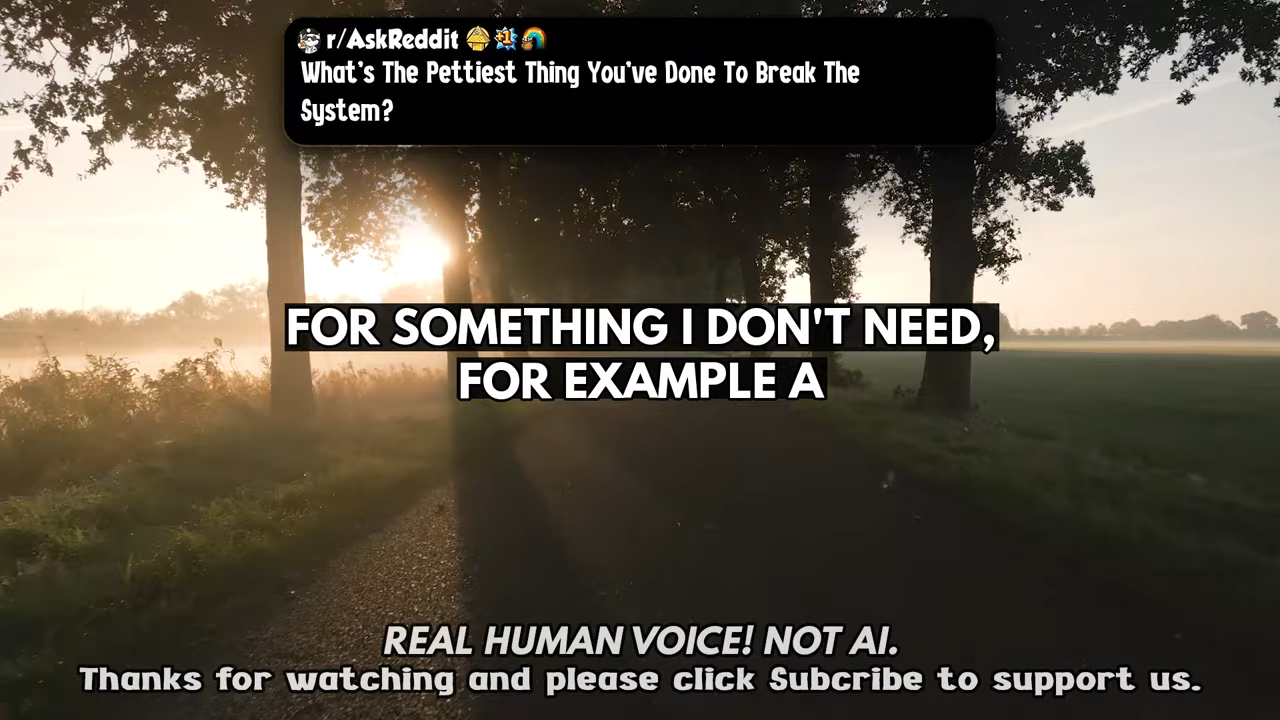 r/AskReddit
What's The Pettiest Thing You've Done To Break The
System?
FOR SOMETHING I DON'T NEED,
FOR EXAMPLE A
REAL HUMAN VOICE! NOT AI.
Thanks for watching and please click Subcribe to support us.